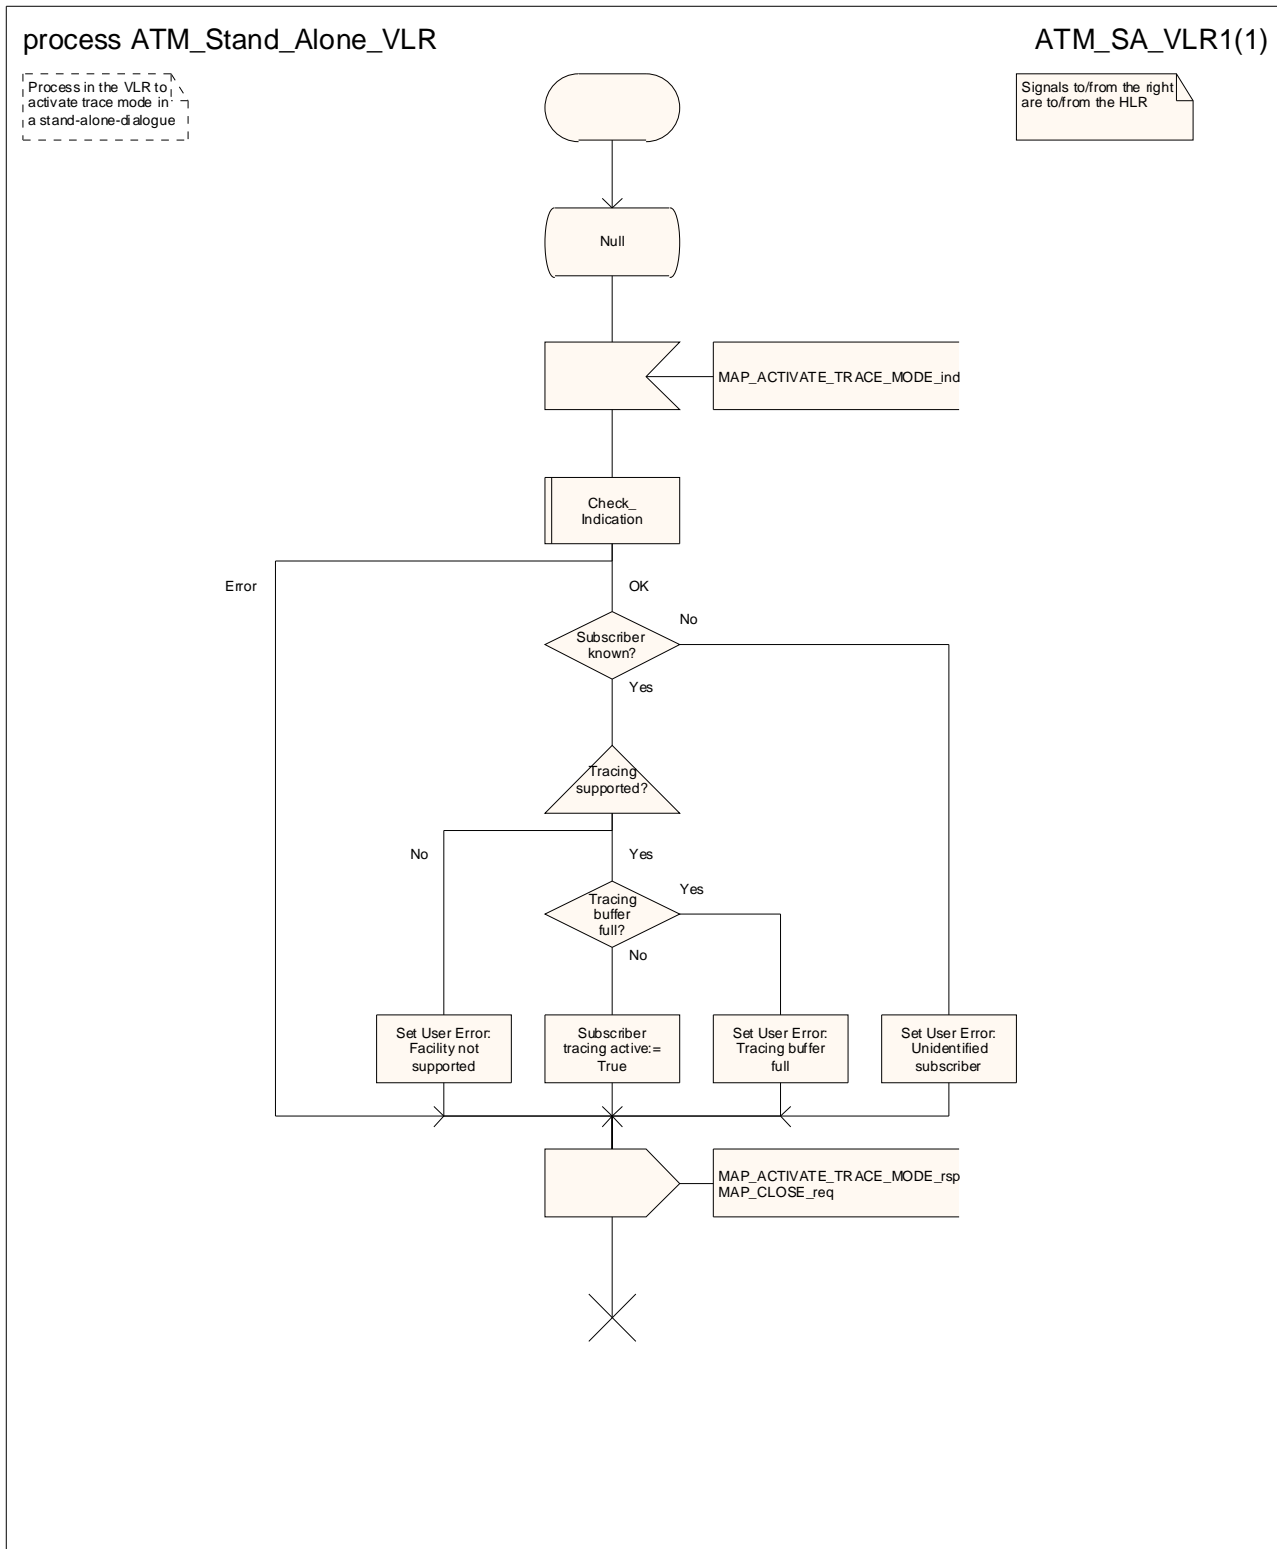 process ATM_Stand_Alone_VLR
ATM_SA_VLR1(1)
Process in the VLR to
activate trace mode in
a stand-alone-dialogue
Signals to/from the right
are to/from the HLR
Null
MAP_ACTIVATE_TRACE_MODE_ind
Check_
Indication
Error
OK
No
Subscriber
known?
Yes
Tracing
supported?
No
Yes
Yes
Tracing
buffer
full?
No
Set User Error:
Facility not
supported
Subscriber
tracing active:=
True
Set User Error:
Tracing buffer
full
Set User Error:
Unidentified
subscriber
MAP_ACTIVATE_TRACE_MODE_rsp
MAP_CLOSE_req